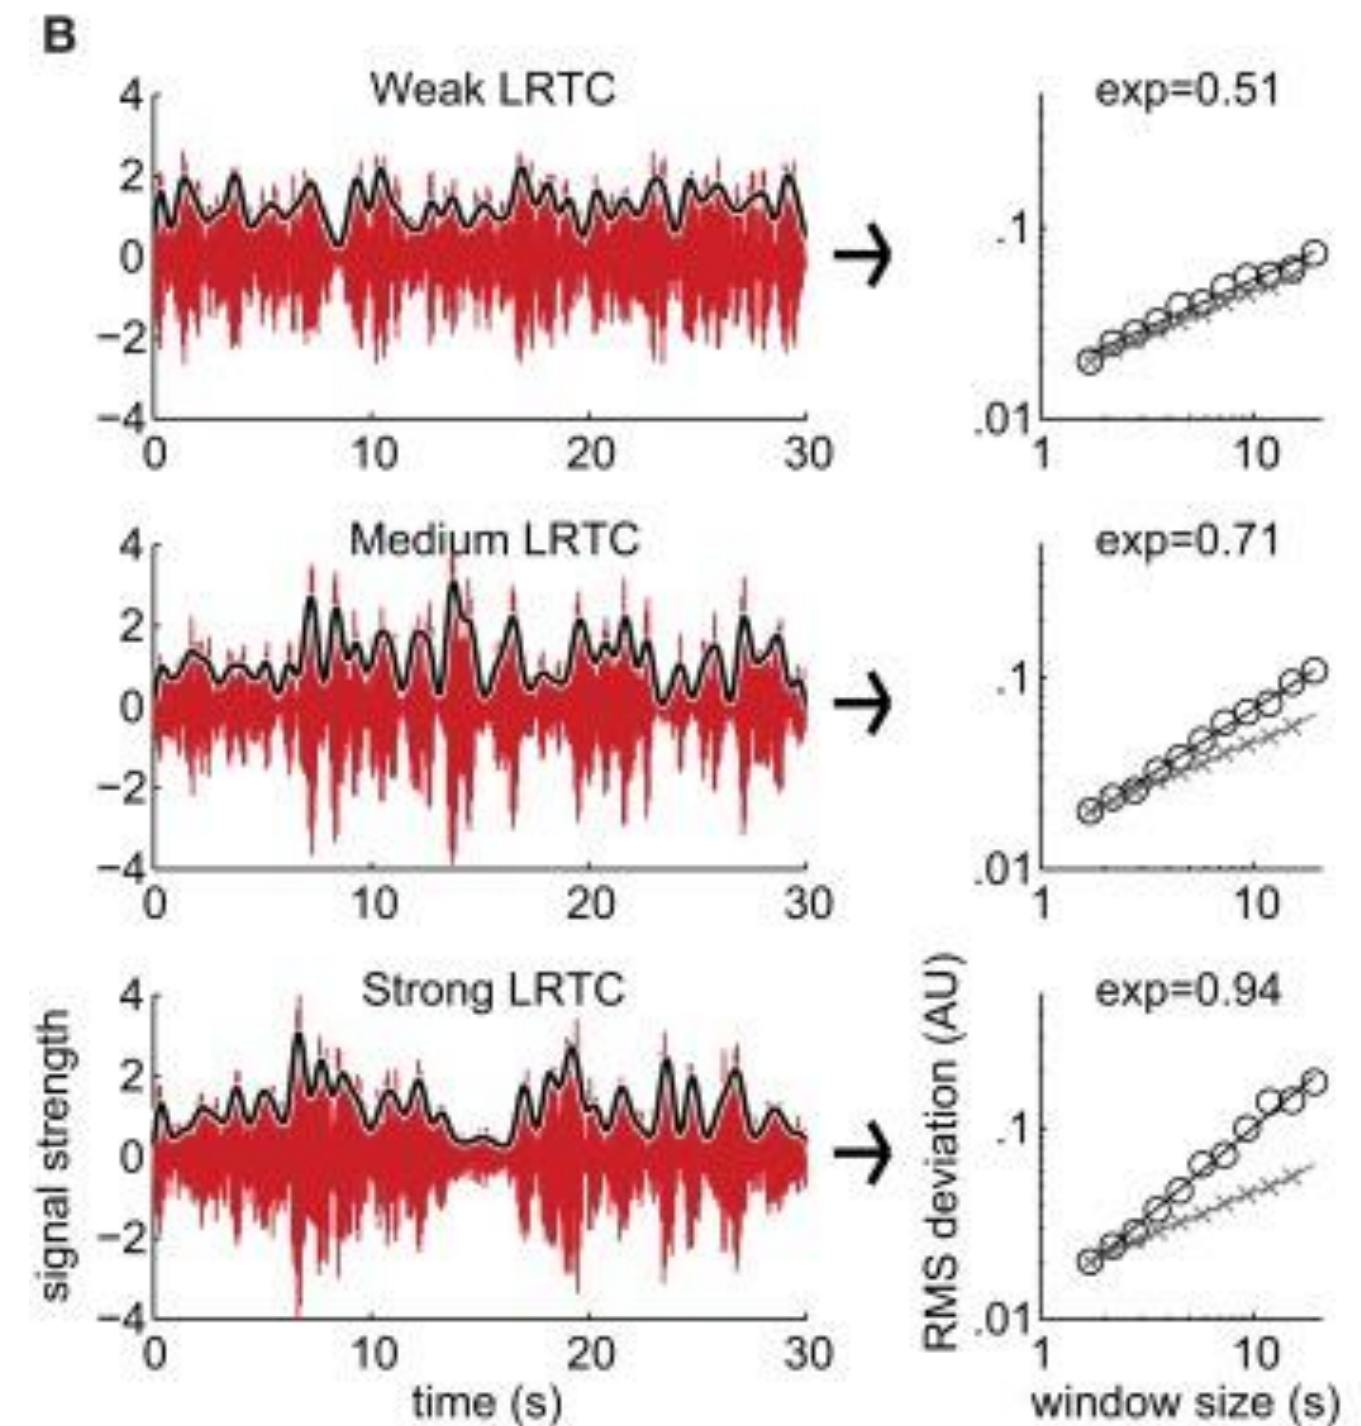 B
Weak LRTC
exp=0.51
4
2
0
−2
−4
0 10 20 30
.1
.01
1 10
Medium LRTC
exp=0.71
4
2
0
−2
−4
0 10 20 30
.1
.01
1 10
Strong LRTC
exp=0.94
signal strength
4
2
0
−2
−4
0 10 20 30
time (s)
RMS deviation (AU)
.1
.01
1 10
window size (s)